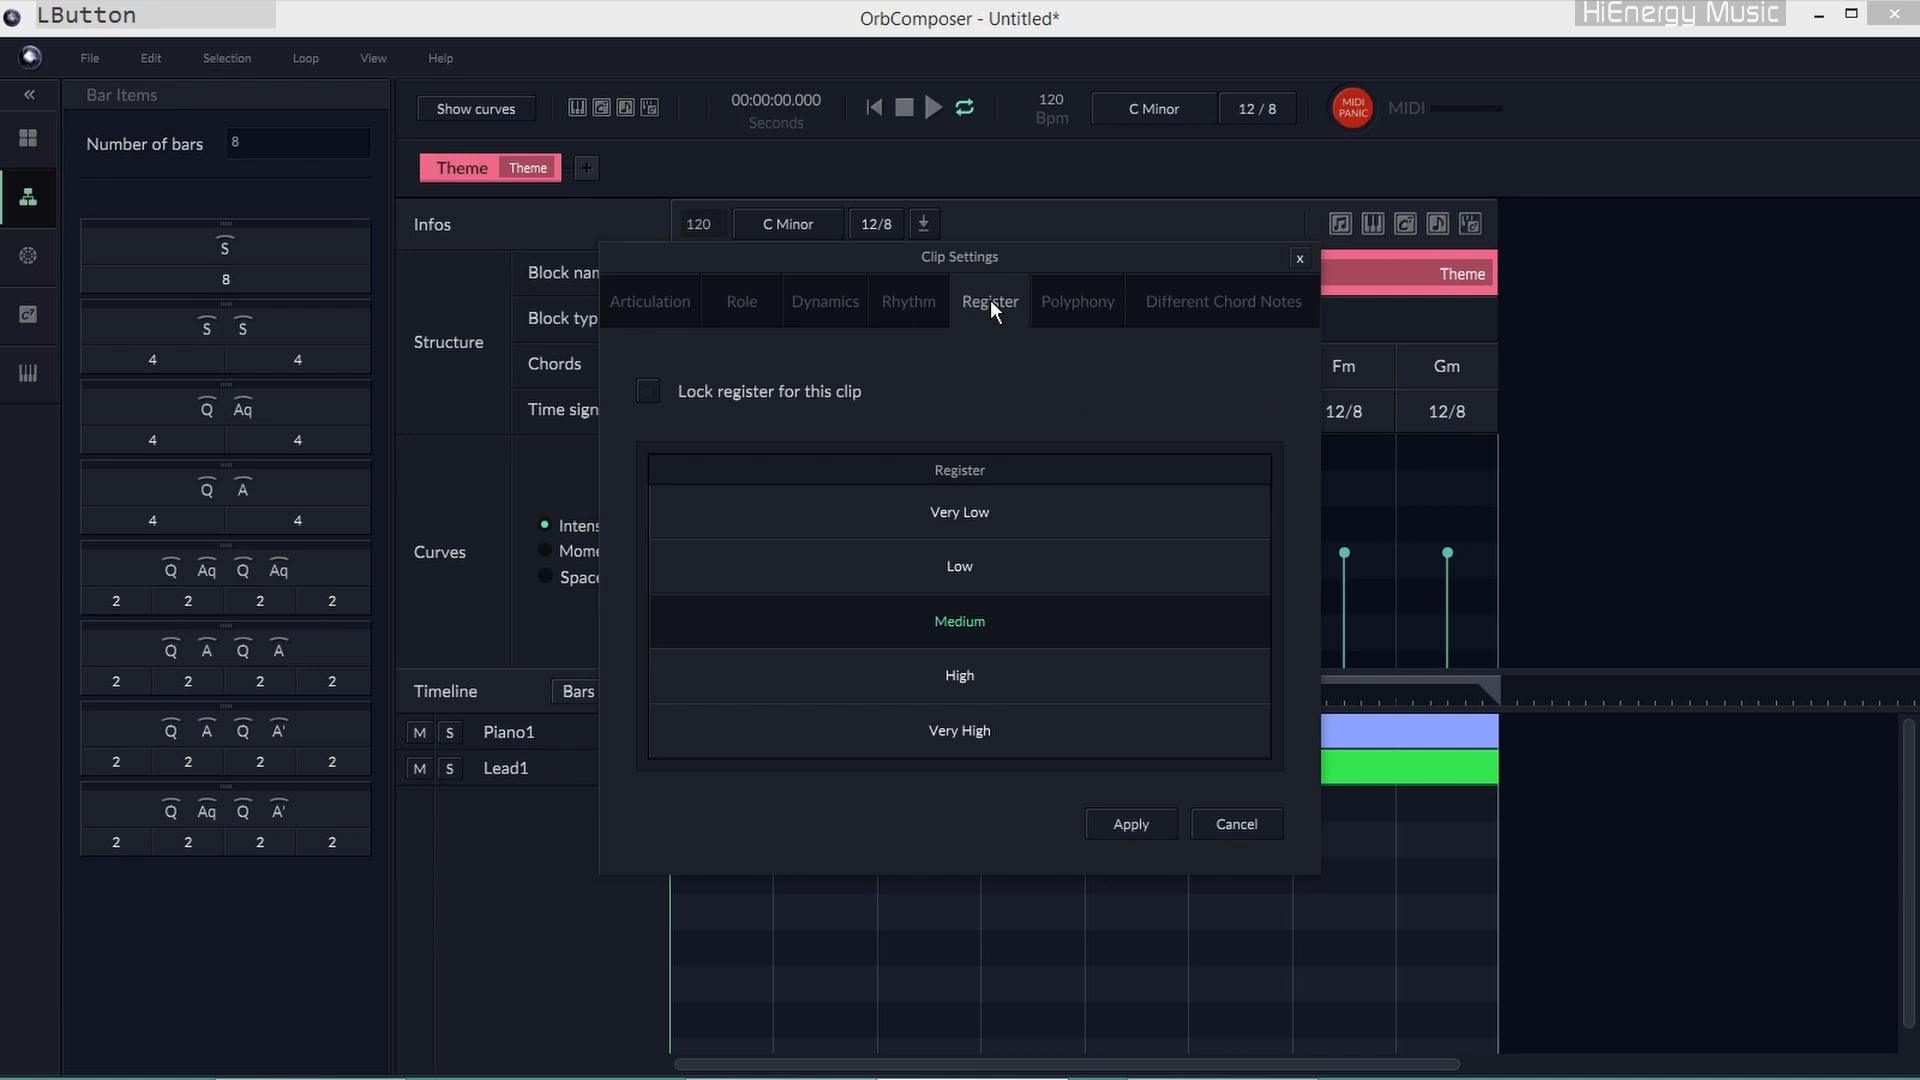 LButton
OrbComposer - Untitled*
HiEnergy Music
File Edit Selection Loop View Help
Bar Items
Number of bars 8
S
8
S S
4 4
Q Aq
4 4
Q A
4 4
Q Aq Q Aq
2 2 2 2
Q A Q A
2 2 2 2
Q A Q A'
2 2 2 2
Q Aq Q A'
2 2 2 2
Show curves
00:00:00.000
Seconds
120
Bpm
C Minor
12 / 8
MIDI
PANIC
MIDI
Theme Theme +
Infos
120 C Minor 12/8
Structure
Block nam
Block typ
Chords
Time sign
Theme
Fm Gm
12/8 12/8
Curves
Intens
Mome
Space
Clip Settings
x
Articulation Role Dynamics Rhythm Register Polyphony Different Chord Notes
Lock register for this clip
Register
Very Low
Low
Medium
High
Very High
Apply Cancel
Timeline Bars
M S Piano1
M S Lead1